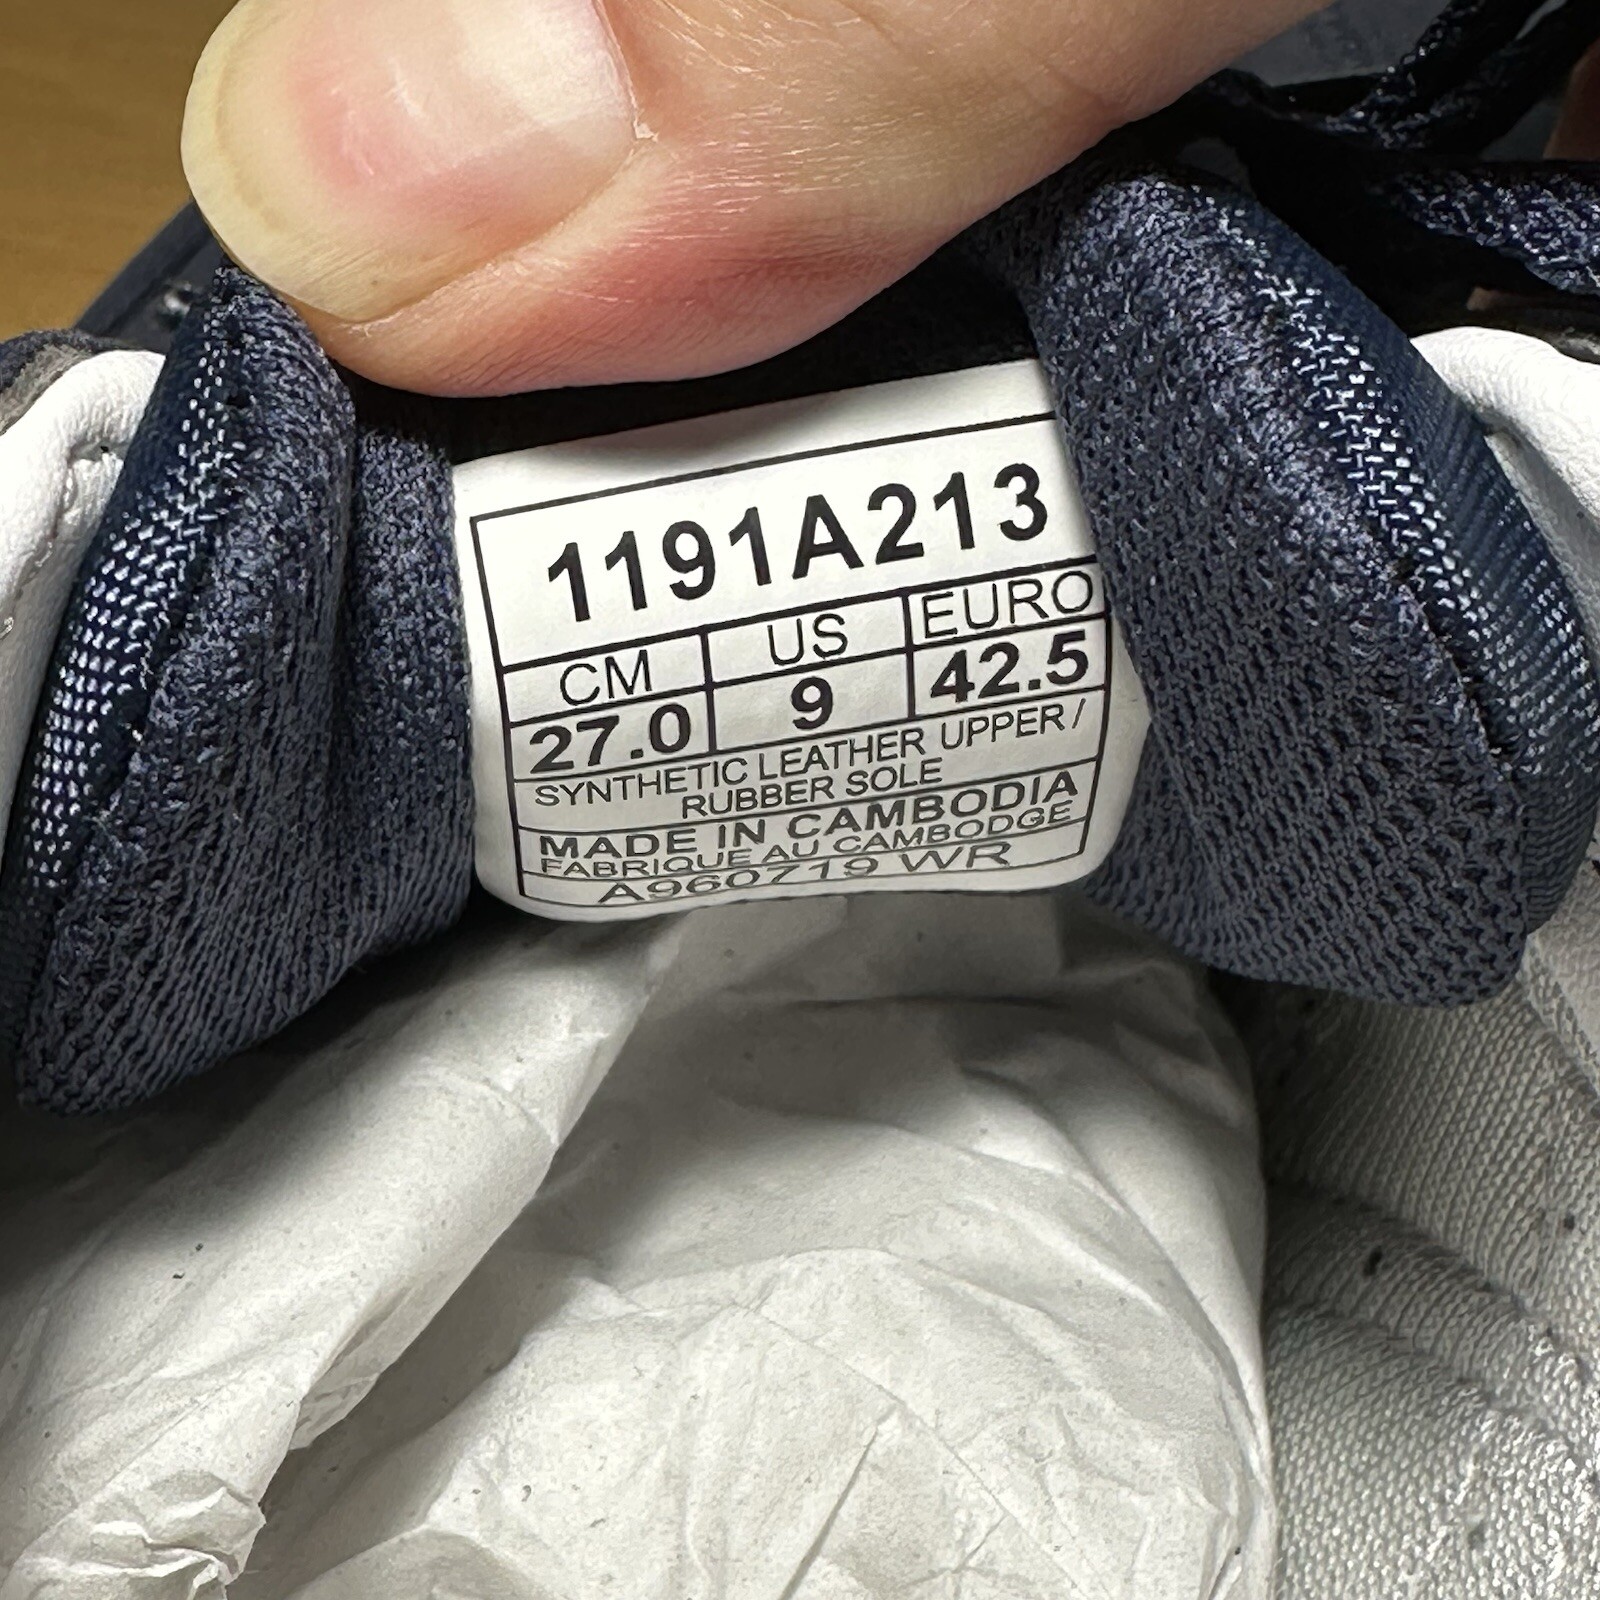 1191A213
CM US EURO
27.0 9 42.5
SYNTHETIC LEATHER UPPER /
RUBBER SOLE
MADE IN CAMBODIA
FABRIQUE AU CAMBODGE
A960719 WR